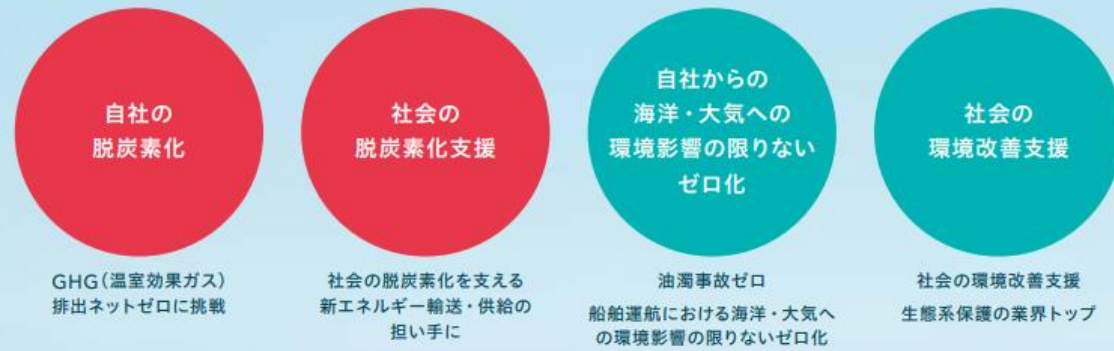 自社の
脱炭素化
社会の
脱炭素化支援
自社からの
海洋・大気への
環境影響の限りない
ゼロ化
社会の
環境改善支援
GHG(温室効果ガス)
排出ネットゼロに挑戦
社会の脱炭素化を支える
新エネルギー輸送・供給の
担い手に
油濁事故ゼロ
船舶運航における海洋・大気へ
の環境影響の限りないゼロ化
社会の環境改善支援
生態系保護の業界トップ